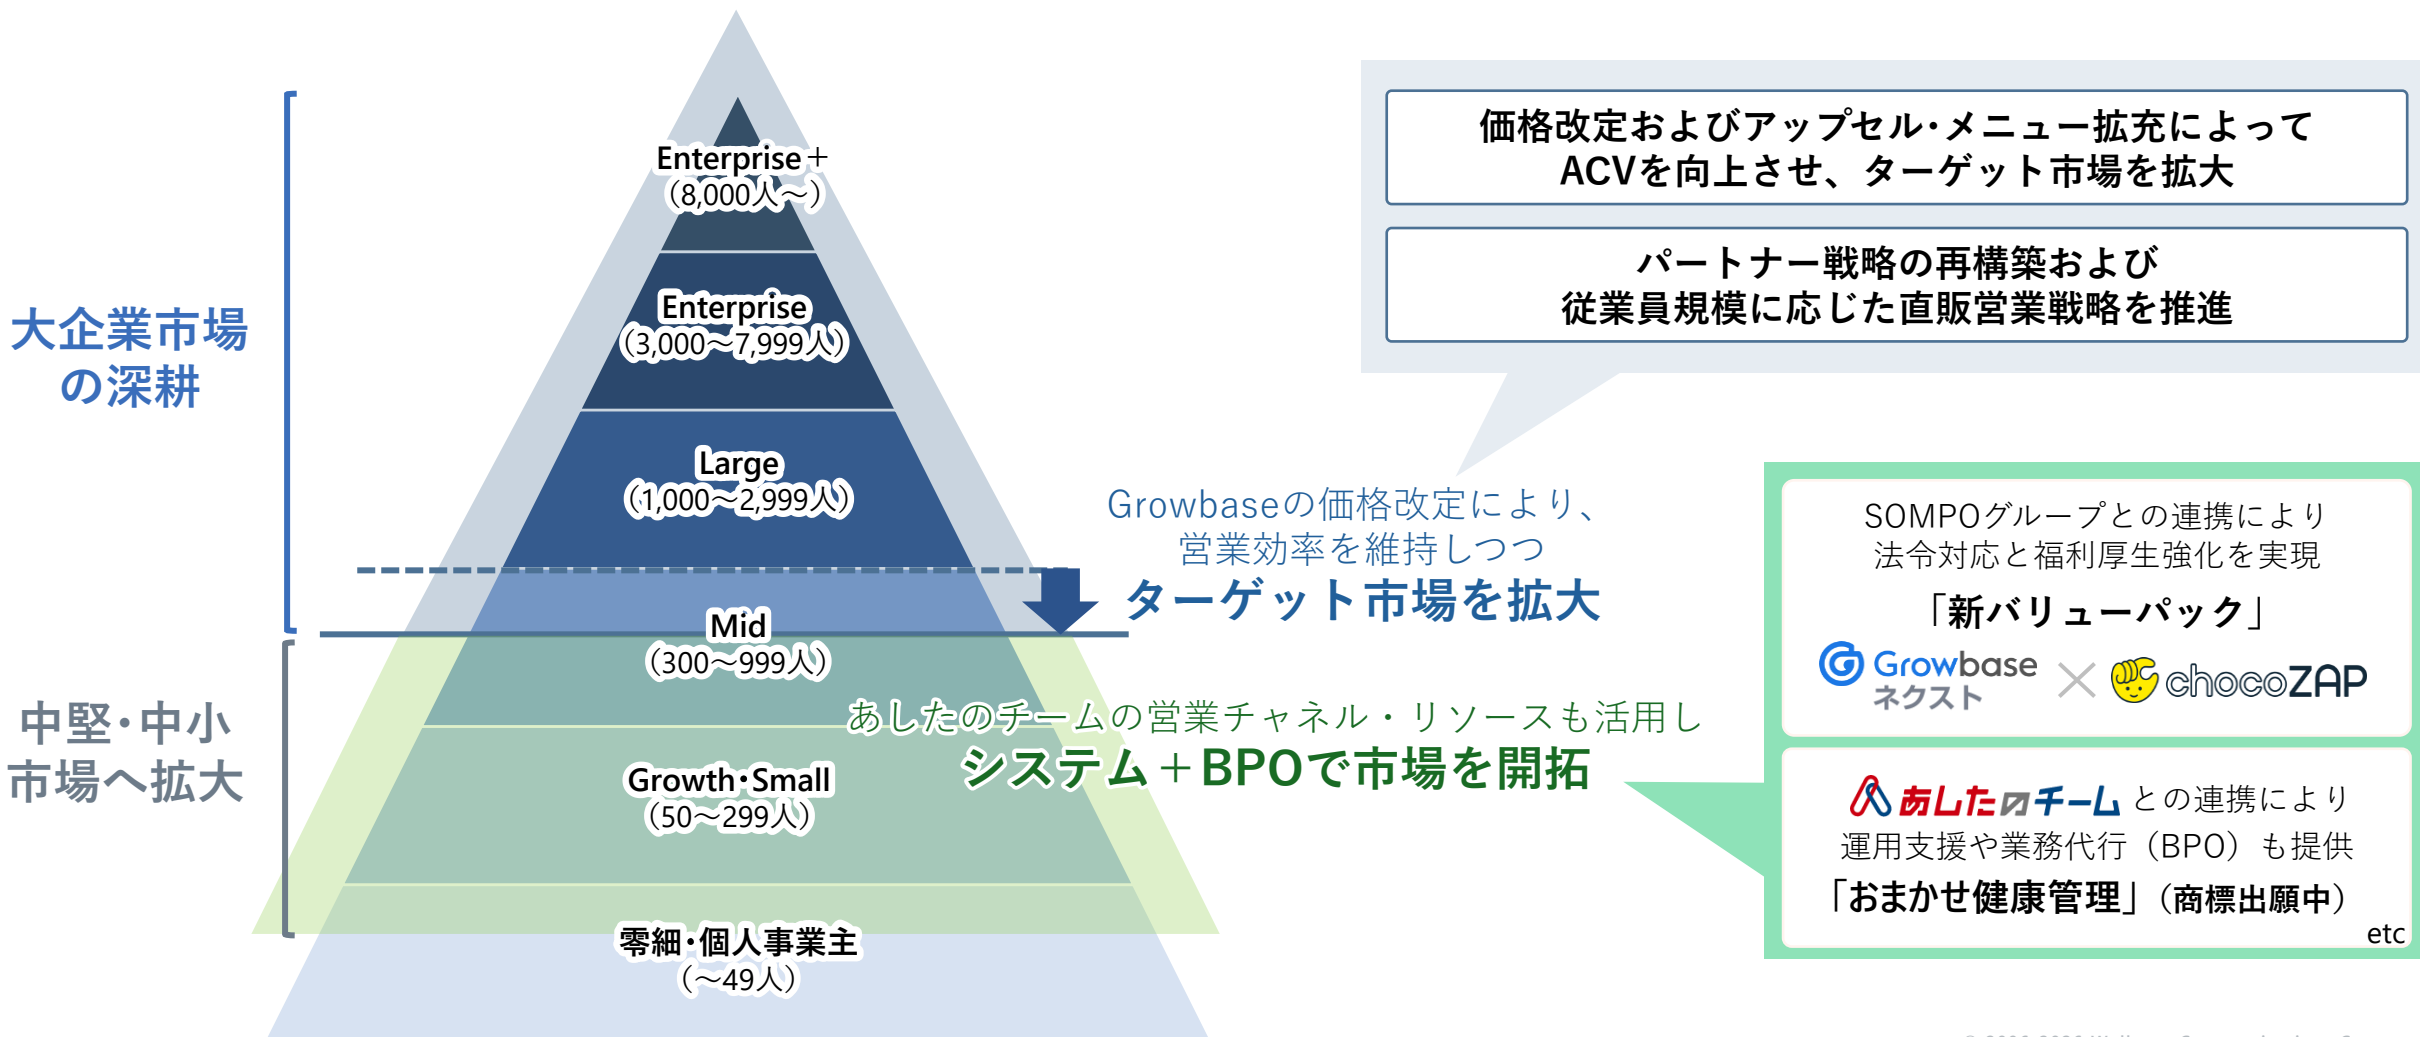 大企業市場
の深耕
中堅・中小
市場へ拡大
Enterprise＋
（8,000人～）
Enterprise
（3,000～7,999人）
Large
（1,000～2,999人）
Mid
（300～999人）
Growth・Small
（50～299人）
零細・個人事業主
（～49人）
価格改定およびアップセル・メニュー拡充によって
ACVを向上させ、ターゲット市場を拡大
パートナー戦略の再構築および
従業員規模に応じた直販営業戦略を推進
Growbaseの価格改定により、
営業効率を維持しつつ
ターゲット市場を拡大
あしたのチームの営業チャネル・リソースも活用し
システム＋BPOで市場を開拓
SOMPOグループとの連携により
法令対応と福利厚生強化を実現
「新バリューパック」
Growbase
ネクスト
×
chocoZAP
あしたのチーム との連携により
運用支援や業務代行（BPO）も提供
「おまかせ健康管理」（商標出願中）
etc